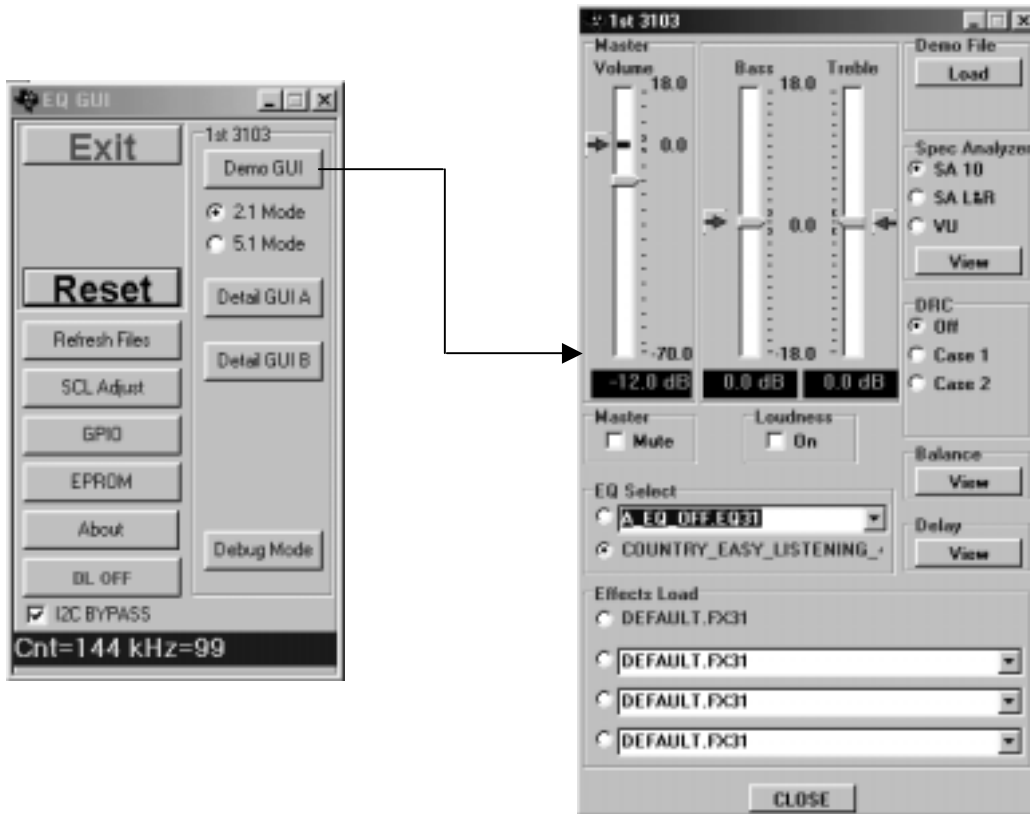 EQ GUI
Exit
Reset
Refresh Files
SCL Adjust
GPIO
EPROM
About
DL OFF
I2C BYPASS
Cnt=144 kHz=99
1st 3103
Demo GUI
2.1 Mode
5.1 Mode
Detail GUI A
Detail GUI B
Debug Mode
1st 3103
Master
Volume
18.0
0.0
-70.0
-12.0 dB
Bass
Treble
18.0
0.0
-18.0
0.0 dB
0.0 dB
Master
Mute
Loudness
On
EQ Select
A_EQ_OFF.EQ31
COUNTRY_EASY_LISTENING_
Effects Load
DEFAULT.FX31
DEFAULT.FX31
DEFAULT.FX31
DEFAULT.FX31
Demo File
Load
Spec Analyzer
SA 10
SA L&R
VU
View
DRC
Off
Case 1
Case 2
Balance
View
Delay
View
CLOSE